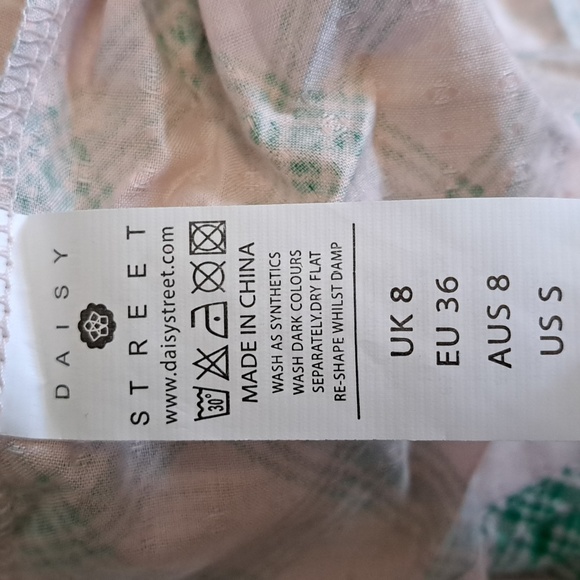 DAISY
STREET
www.daisystreet.com
30°
MADE IN CHINA
WASH AS SYNTHETICS
WASH DARK COLOURS
SEPARATELY.DRY FLAT
RE-SHAPE WHILST DAMP
UK 8
EU 36
AUS 8
US S